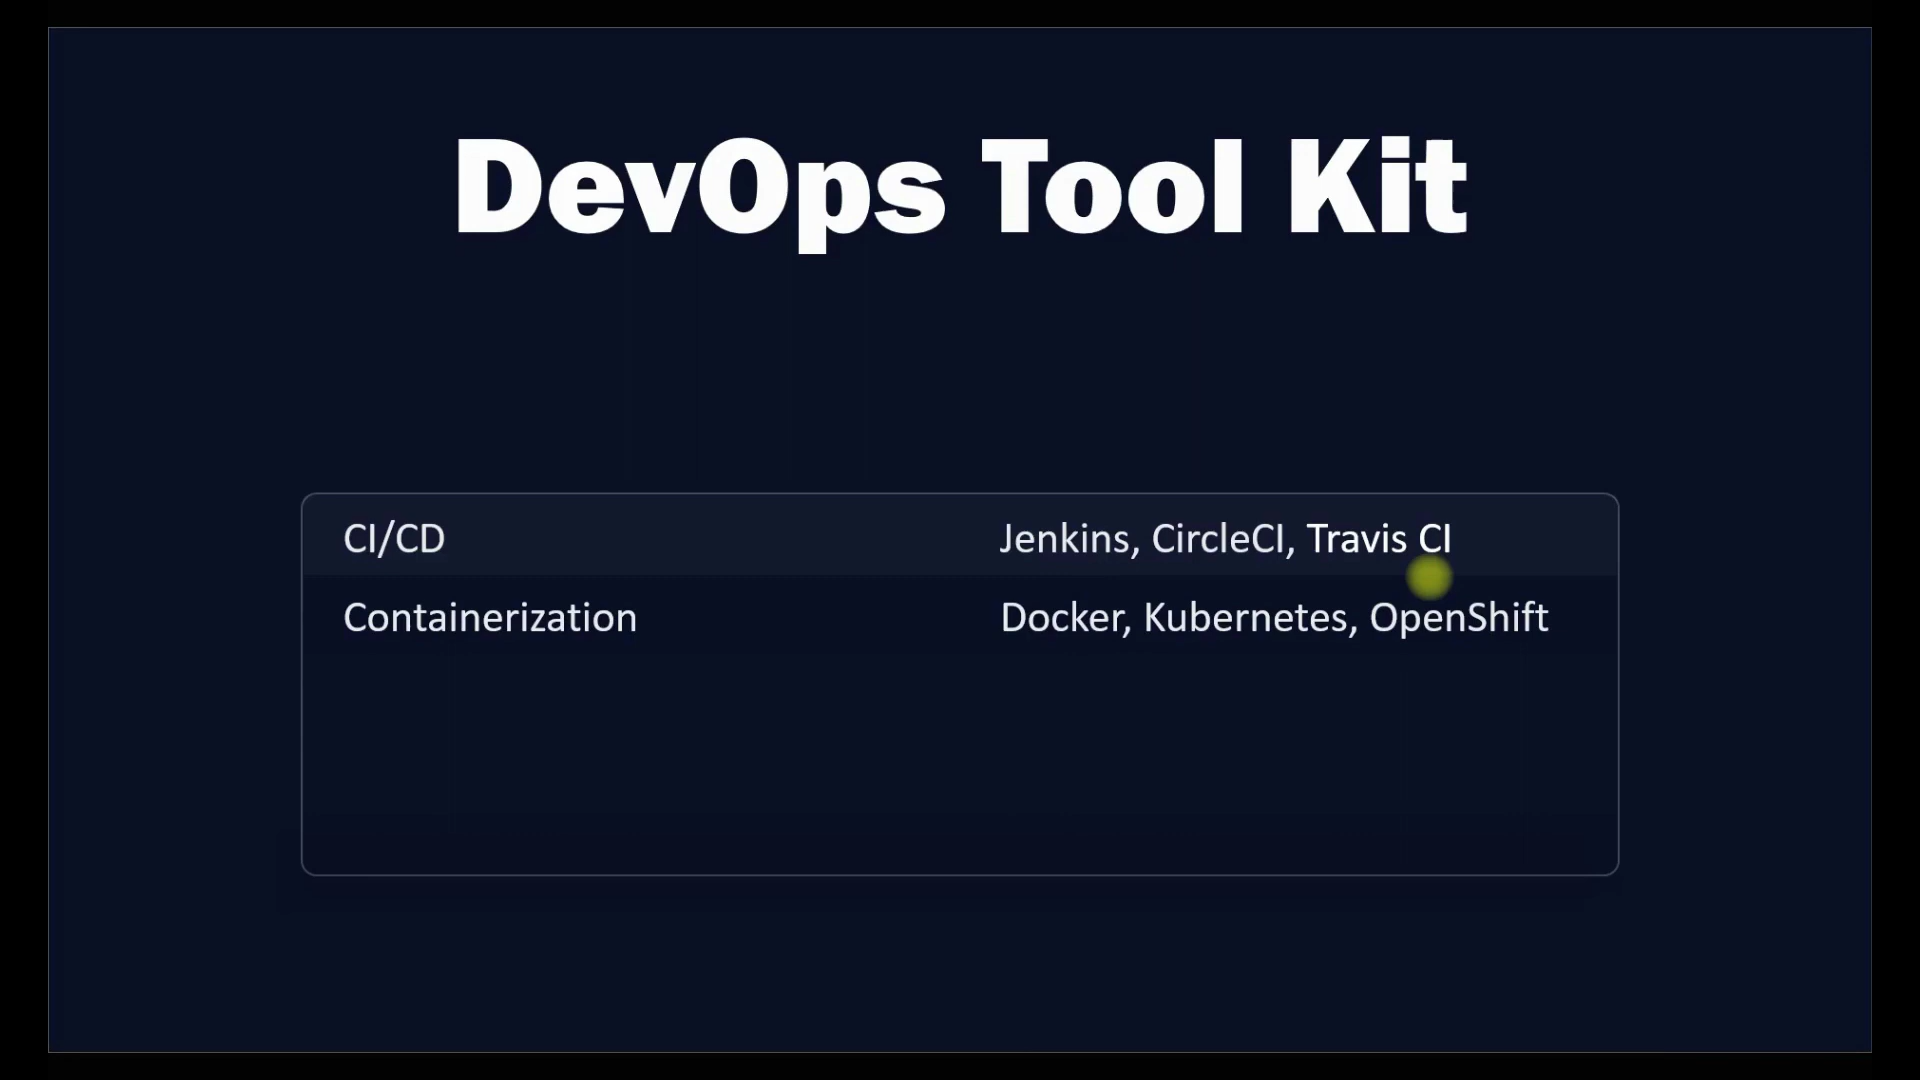 DevOps Tool Kit
CI/CD Jenkins, CircleCI, Travis CI
Containerization Docker, Kubernetes, OpenShift